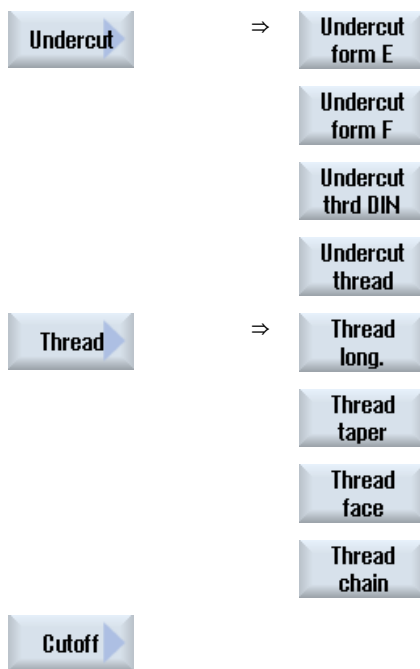 Undercut
⇒
Undercut
form E
Undercut
form F
Undercut
thrd DIN
Undercut
thread
Thread
⇒
Thread
long.
Thread
taper
Thread
face
Thread
chain
Cutoff